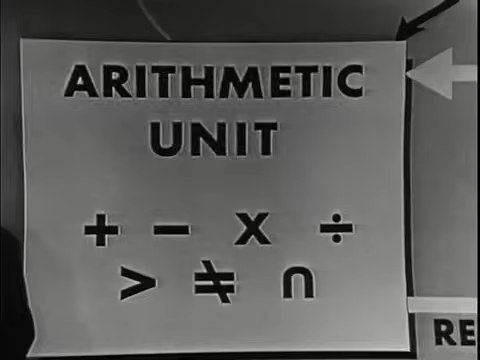 ARITHMETIC
UNIT
+ − x ÷
> ≠ ∩
RE